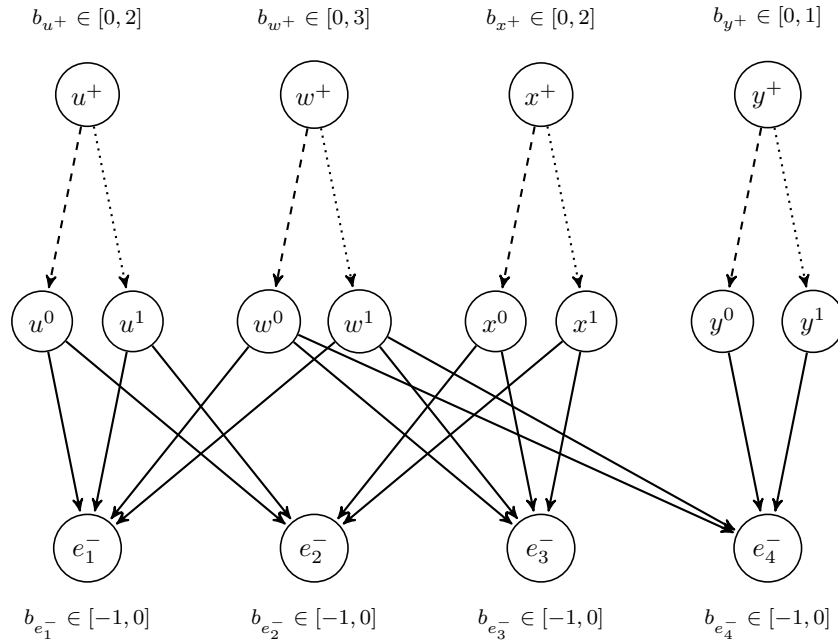 b_{u^+} ∈ [0, 2] b_{w^+} ∈ [0, 3] b_{x^+} ∈ [0, 2] b_{y^+} ∈ [0, 1]
u^+ w^+ x^+ y^+
u^0 u^1 w^0 w^1 x^0 x^1 y^0 y^1
e_1^- e_2^- e_3^- e_4^-
b_{e_1^-} ∈ [−1, 0] b_{e_2^-} ∈ [−1, 0] b_{e_3^-} ∈ [−1, 0] b_{e_4^-} ∈ [−1, 0]